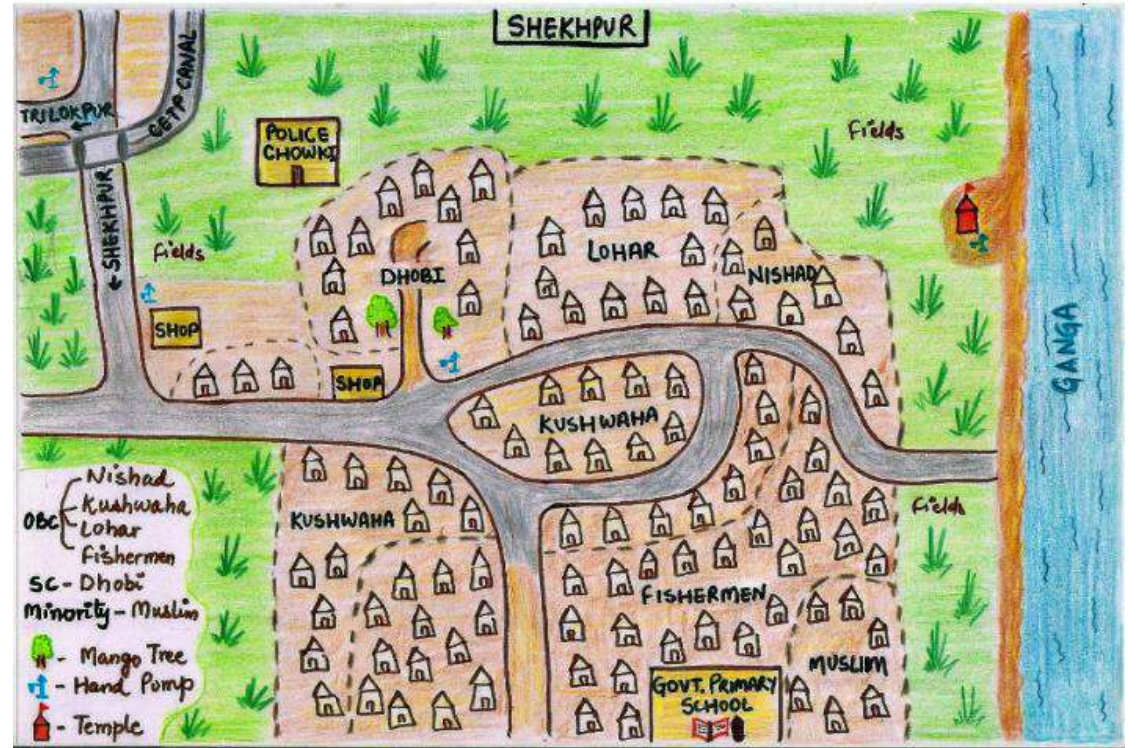 SHEKHPUR
TRILOKPUR
GETP CANAL
POLICE
CHOWKI
Fields
SHEKHPUR
Fields
LOHAR
DHOBI
NISHAD
SHOP
GANGA
SHOP
KUSHWAHA
Nishad
OBC
Kushwaha
Lohar
Fishermen
SC - Dhobi
Minority - Muslim
- Mango Tree
- Hand Pump
- Temple
KUSHWAHA
Fields
FISHERMEN
MUSLIM
GOVT. PRIMARY
SCHOOL